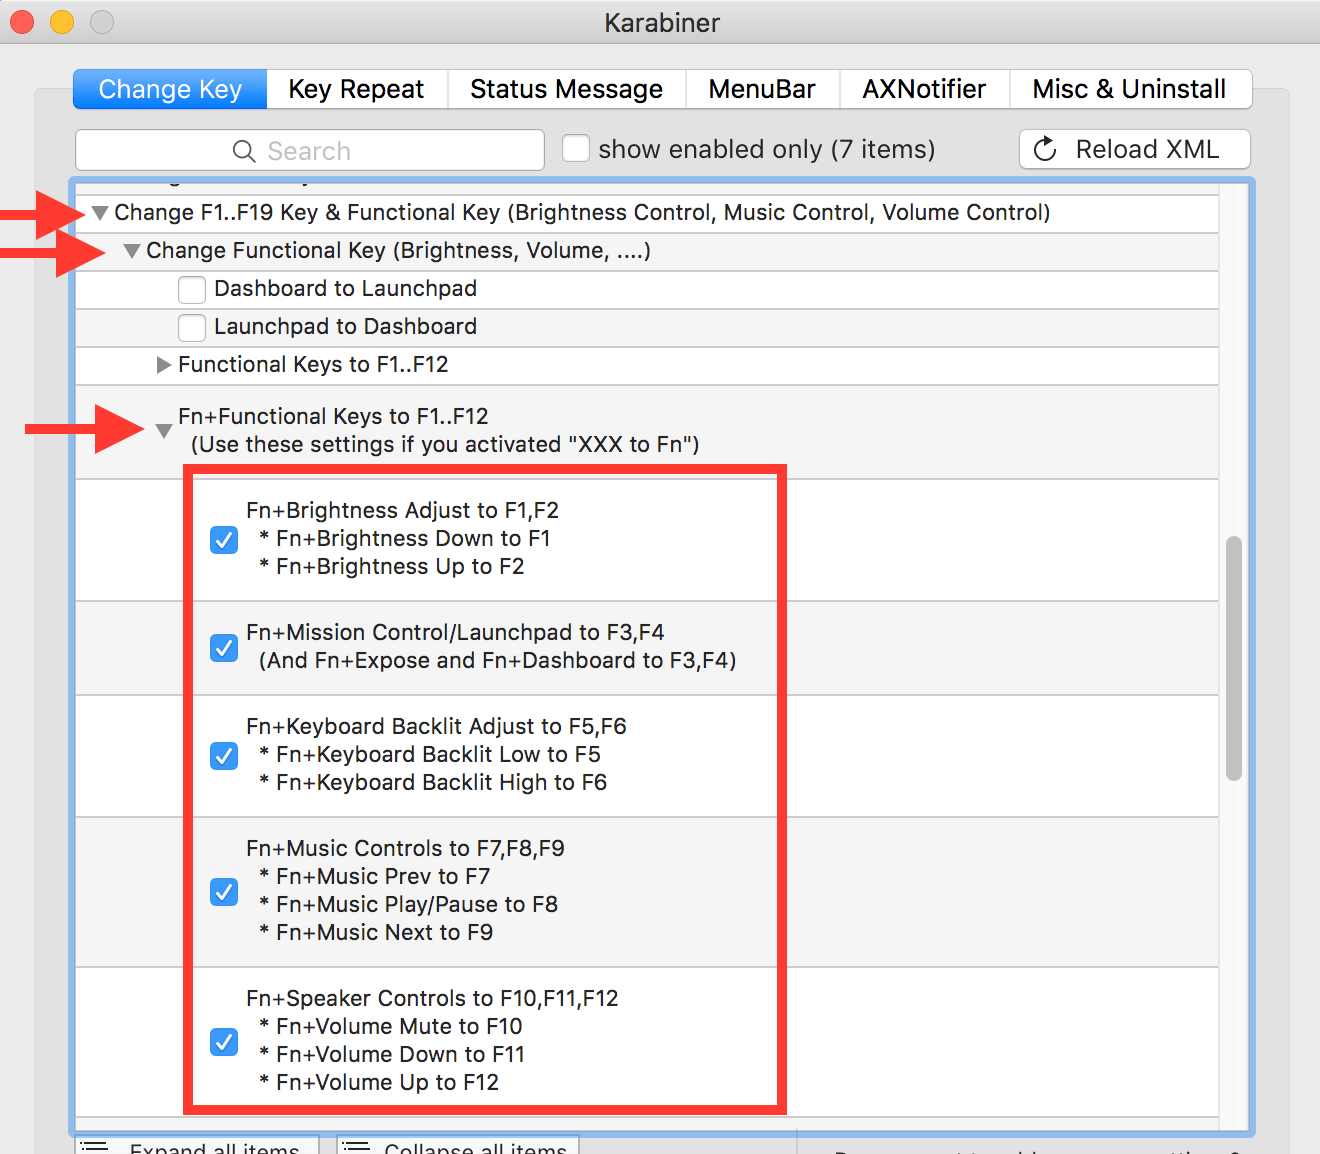 Karabiner
Change Key Key Repeat Status Message MenuBar AXNotifier Misc & Uninstall
Search show enabled only (7 items) Reload XML
Change F1..F19 Key & Functional Key (Brightness Control, Music Control, Volume Control)
Change Functional Key (Brightness, Volume, ....)
Dashboard to Launchpad
Launchpad to Dashboard
Functional Keys to F1..F12
Fn+Functional Keys to F1..F12
(Use these settings if you activated "XXX to Fn")
Fn+Brightness Adjust to F1,F2
* Fn+Brightness Down to F1
* Fn+Brightness Up to F2
Fn+Mission Control/Launchpad to F3,F4
(And Fn+Expose and Fn+Dashboard to F3,F4)
Fn+Keyboard Backlit Adjust to F5,F6
* Fn+Keyboard Backlit Low to F5
* Fn+Keyboard Backlit High to F6
Fn+Music Controls to F7,F8,F9
* Fn+Music Prev to F7
* Fn+Music Play/Pause to F8
* Fn+Music Next to F9
Fn+Speaker Controls to F10,F11,F12
* Fn+Volume Mute to F10
* Fn+Volume Down to F11
* Fn+Volume Up to F12
Expand all items Collapse all items